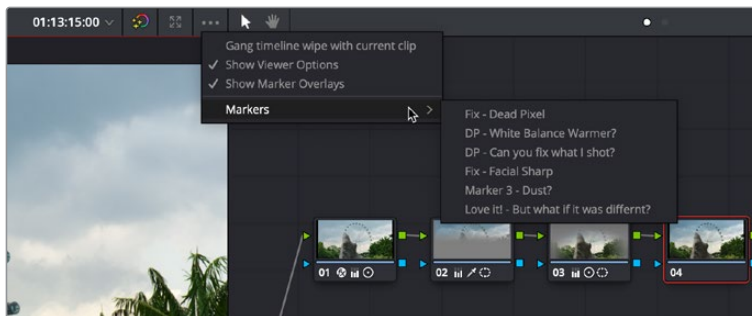 01:13:15:00
Gang timeline wipe with current clip
Show Viewer Options
Show Marker Overlays
Markers
Fix - Dead Pixel
DP - White Balance Warmer?
DP - Can you fix what I shot?
Fix - Facial Sharp
Marker 3 - Dust?
Love it! - But what if it was differnt?
01
02
03
04